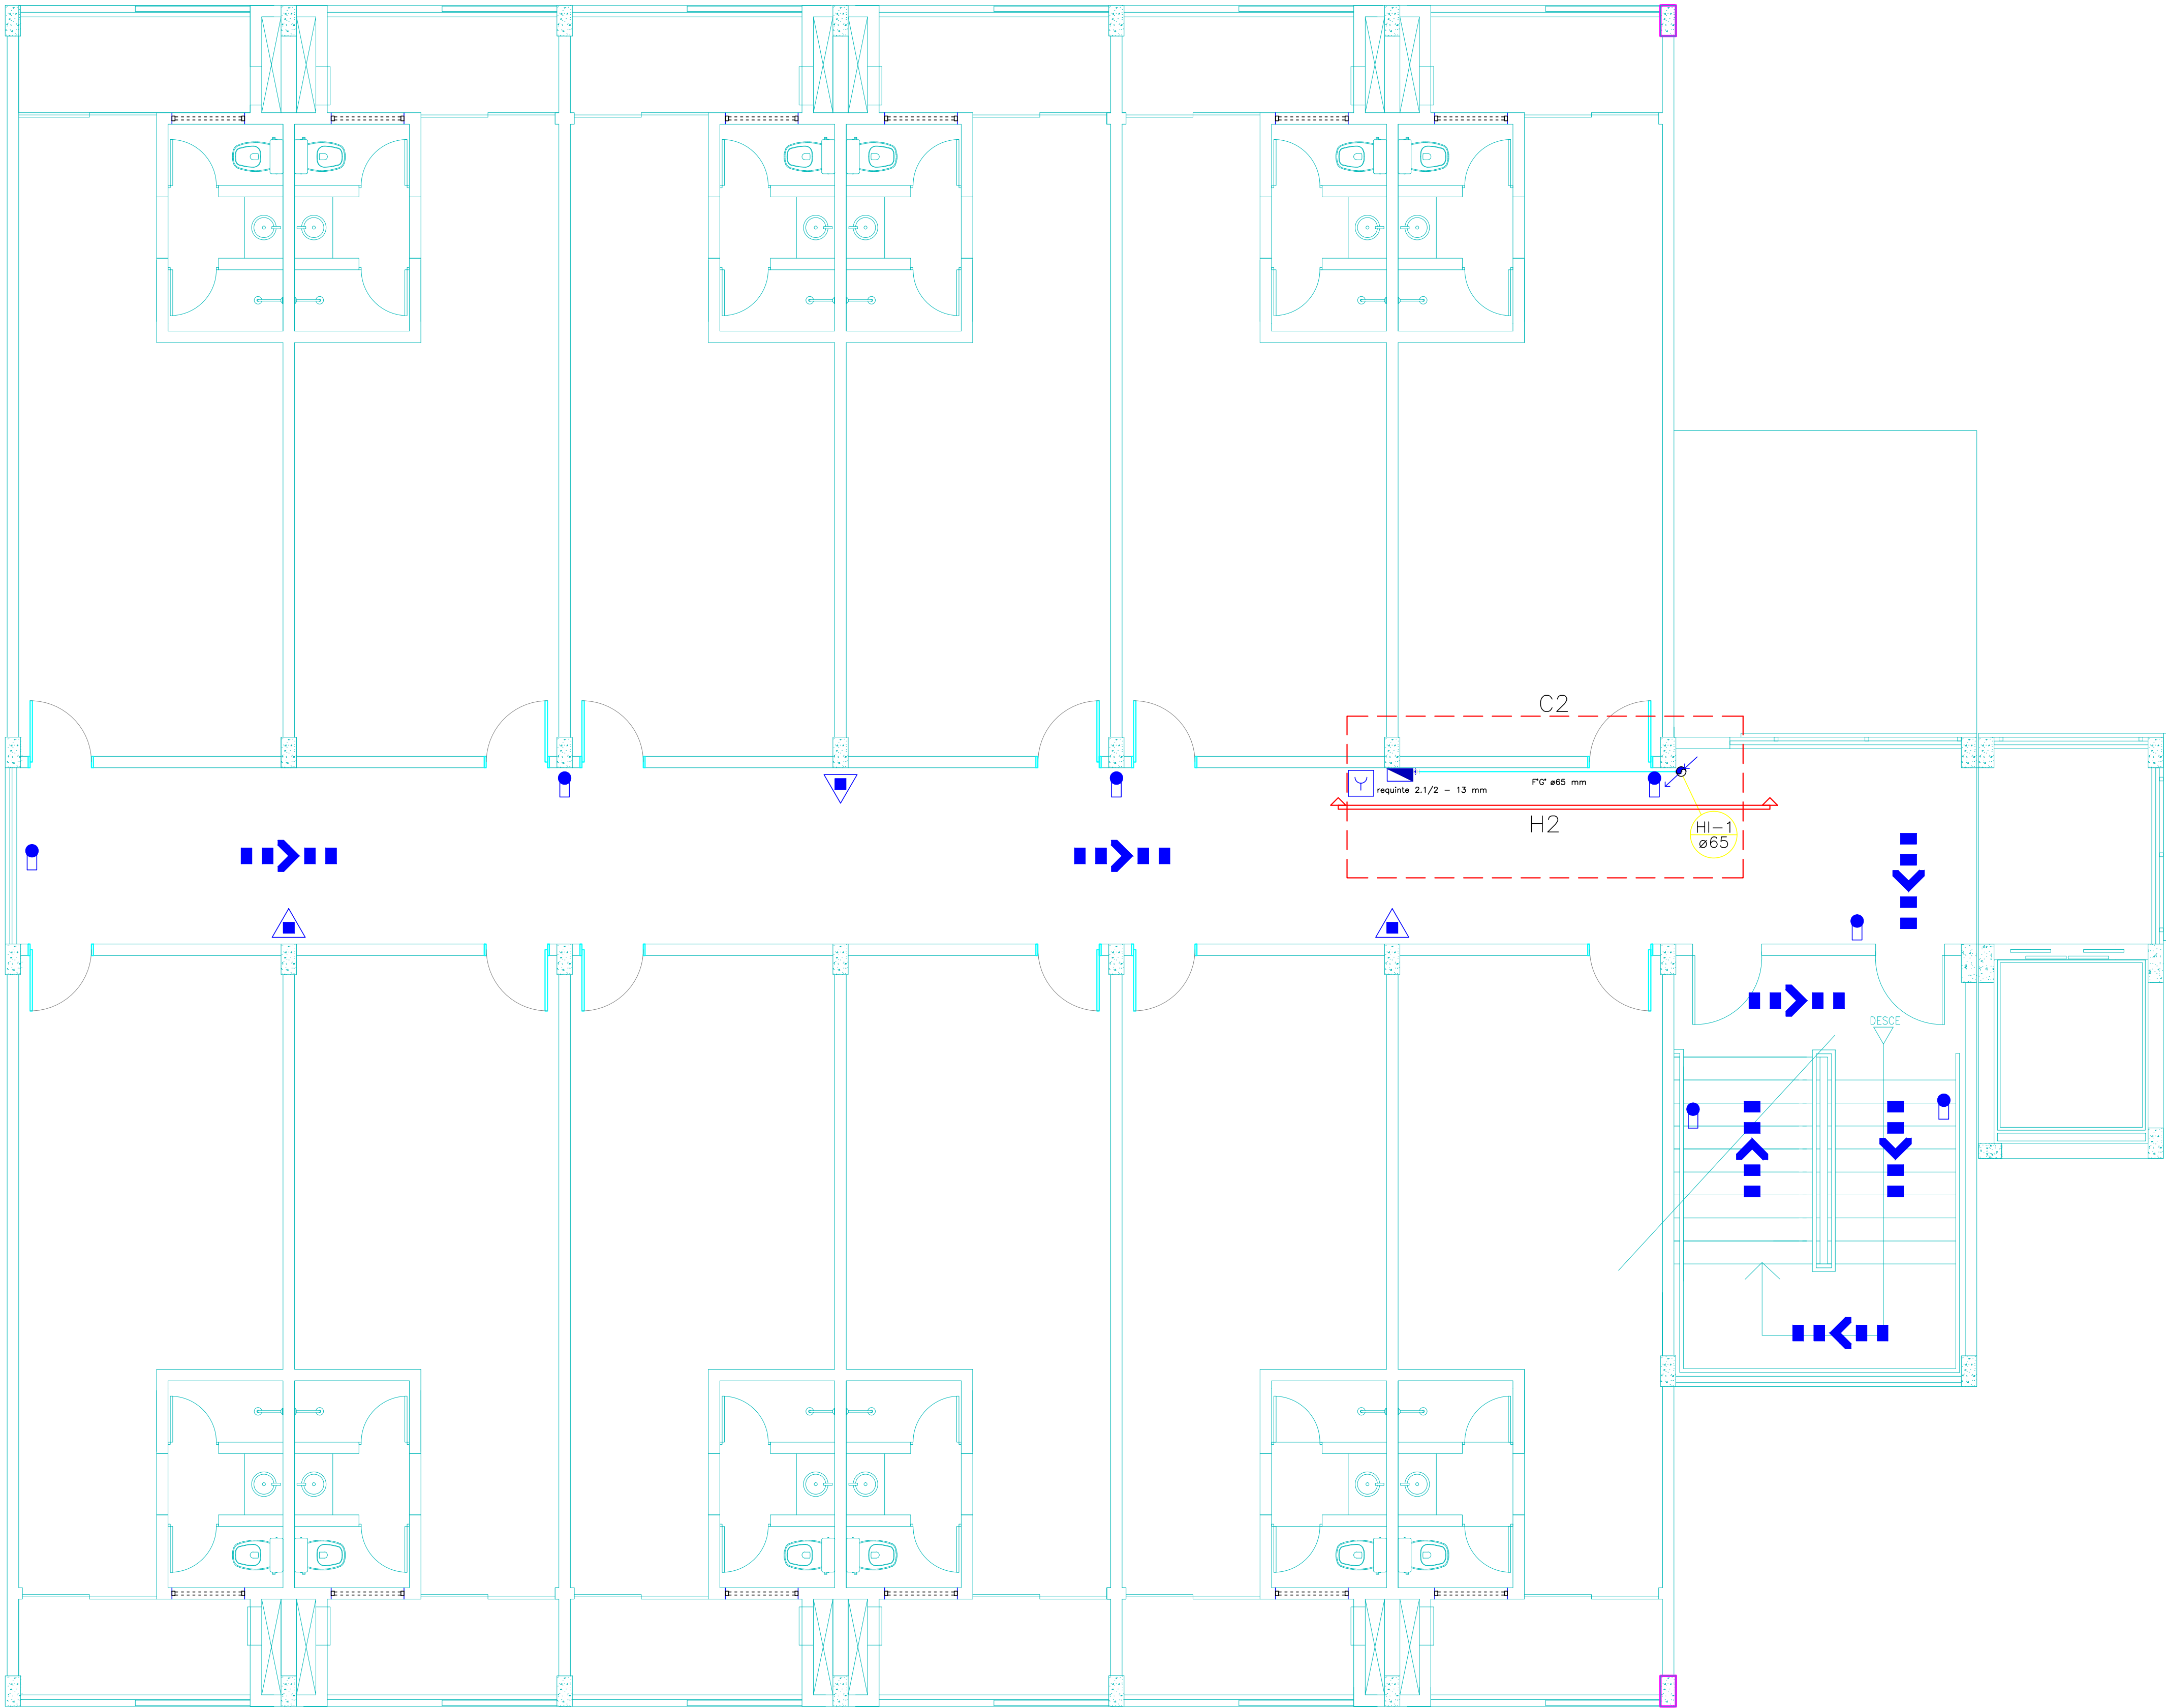 C2
F°G° ø65 mm
requinte 2.1/2 - 13 mm
H2
HI-1
ø65
DESCE